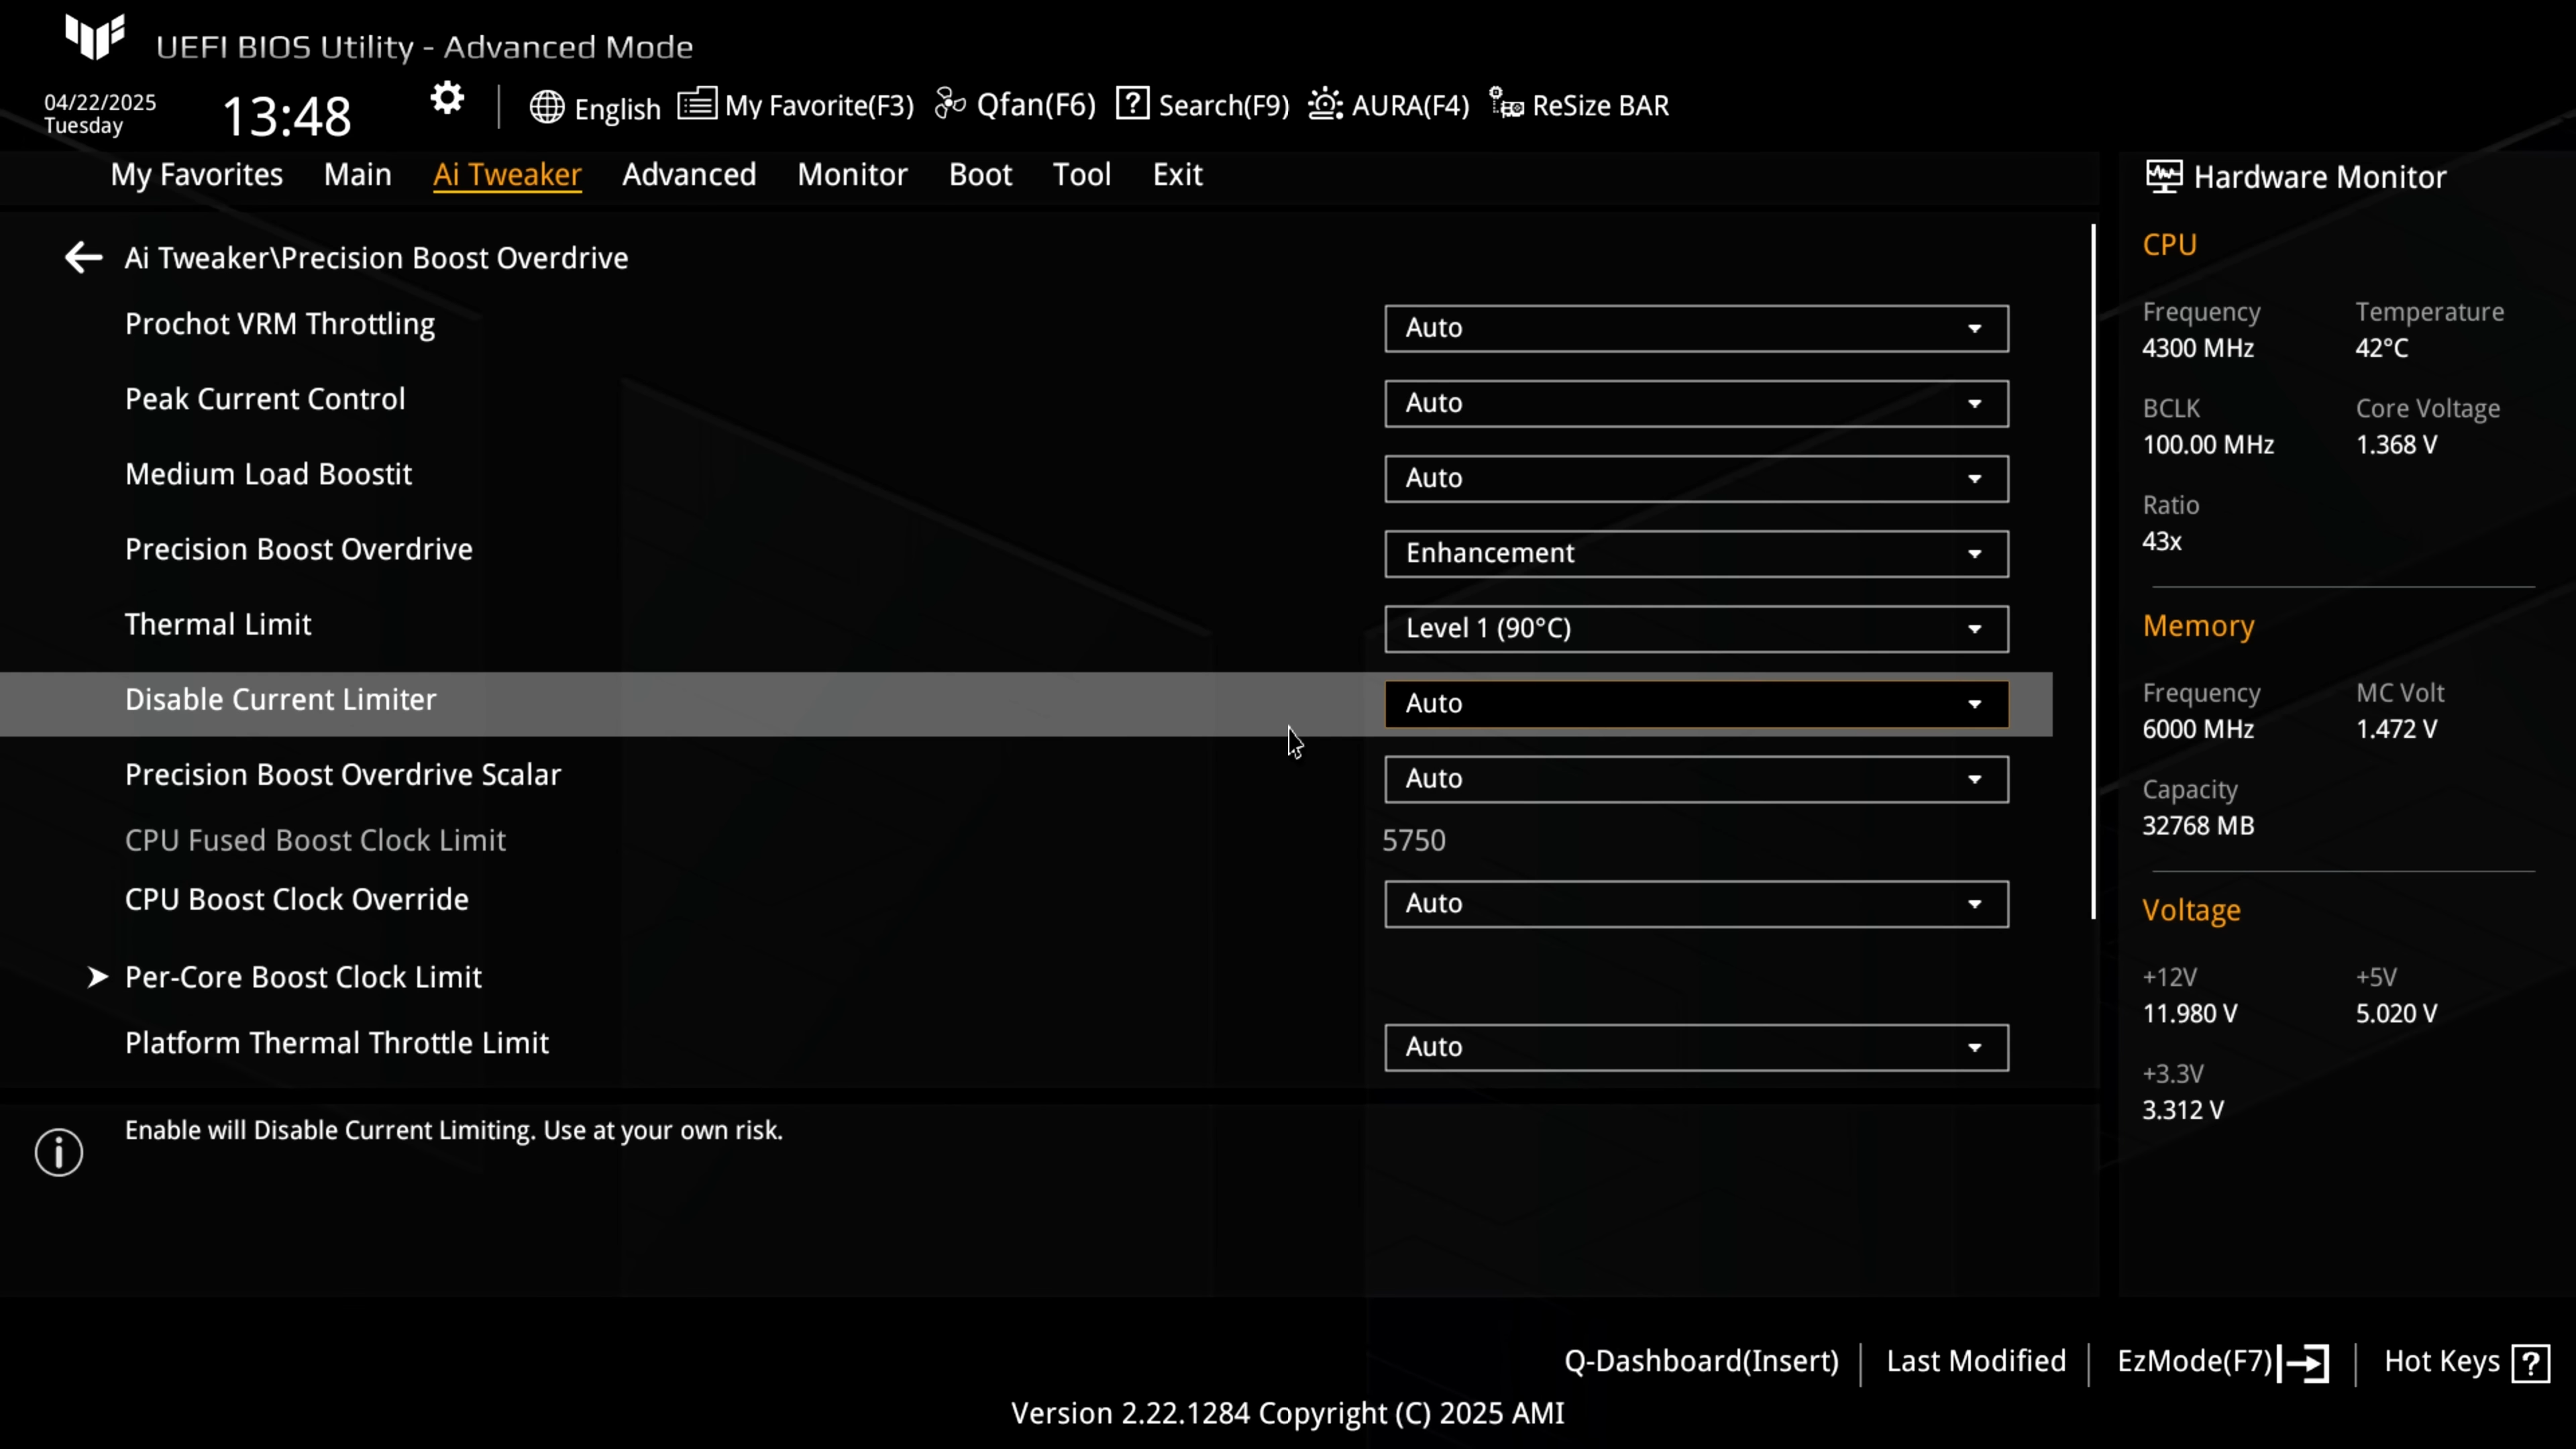 UEFI BIOS Utility - Advanced Mode
04/22/2025
Tuesday
13:48
English
My Favorite(F3)
Qfan(F6)
Search(F9)
AURA(F4)
ReSize BAR
My Favorites
Main
Ai Tweaker
Advanced
Monitor
Boot
Tool
Exit
Ai Tweaker\Precision Boost Overdrive
Prochot VRM Throttling Auto
Peak Current Control Auto
Medium Load Boostit Auto
Precision Boost Overdrive Enhancement
Thermal Limit Level 1 (90°C)
Disable Current Limiter Auto
Precision Boost Overdrive Scalar Auto
CPU Fused Boost Clock Limit 5750
CPU Boost Clock Override Auto
Per-Core Boost Clock Limit
Platform Thermal Throttle Limit Auto
Enable will Disable Current Limiting. Use at your own risk.
Hardware Monitor
CPU
Frequency Temperature
4300 MHz 42°C
BCLK Core Voltage
100.00 MHz 1.368 V
Ratio
43x
Memory
Frequency MC Volt
6000 MHz 1.472 V
Capacity
32768 MB
Voltage
+12V +5V
11.980 V 5.020 V
+3.3V
3.312 V
Q-Dashboard(Insert)
Last Modified
EzMode(F7)
Hot Keys ?
Version 2.22.1284 Copyright (C) 2025 AMI